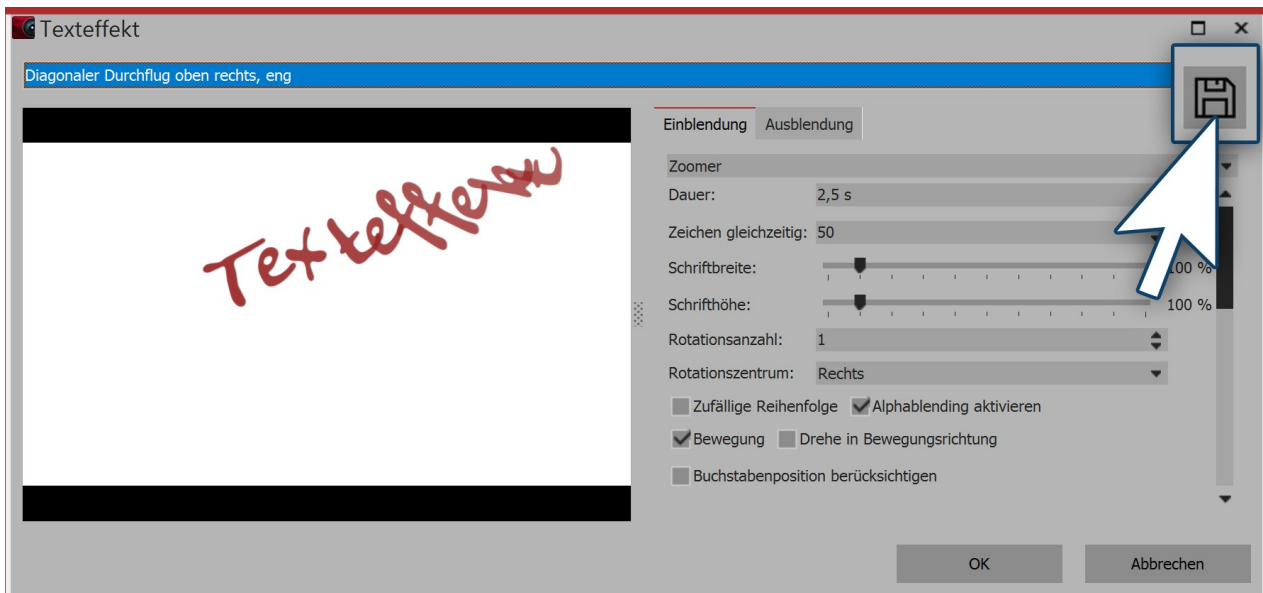 Texteffekt
Diagonaler Durchflug oben rechts, eng
Einblendung Ausblendung
Zoomer
Dauer: 2,5 s
Zeichen gleichzeitig: 50
Schriftbreite: 100 %
Schrifthöhe: 100 %
Rotationsanzahl: 1
Rotationszentrum: Rechts
Zufällige Reihenfolge Alphablending aktivieren
Bewegung Drehe in Bewegungsrichtung
Buchstabenposition berücksichtigen
OK Abbrechen